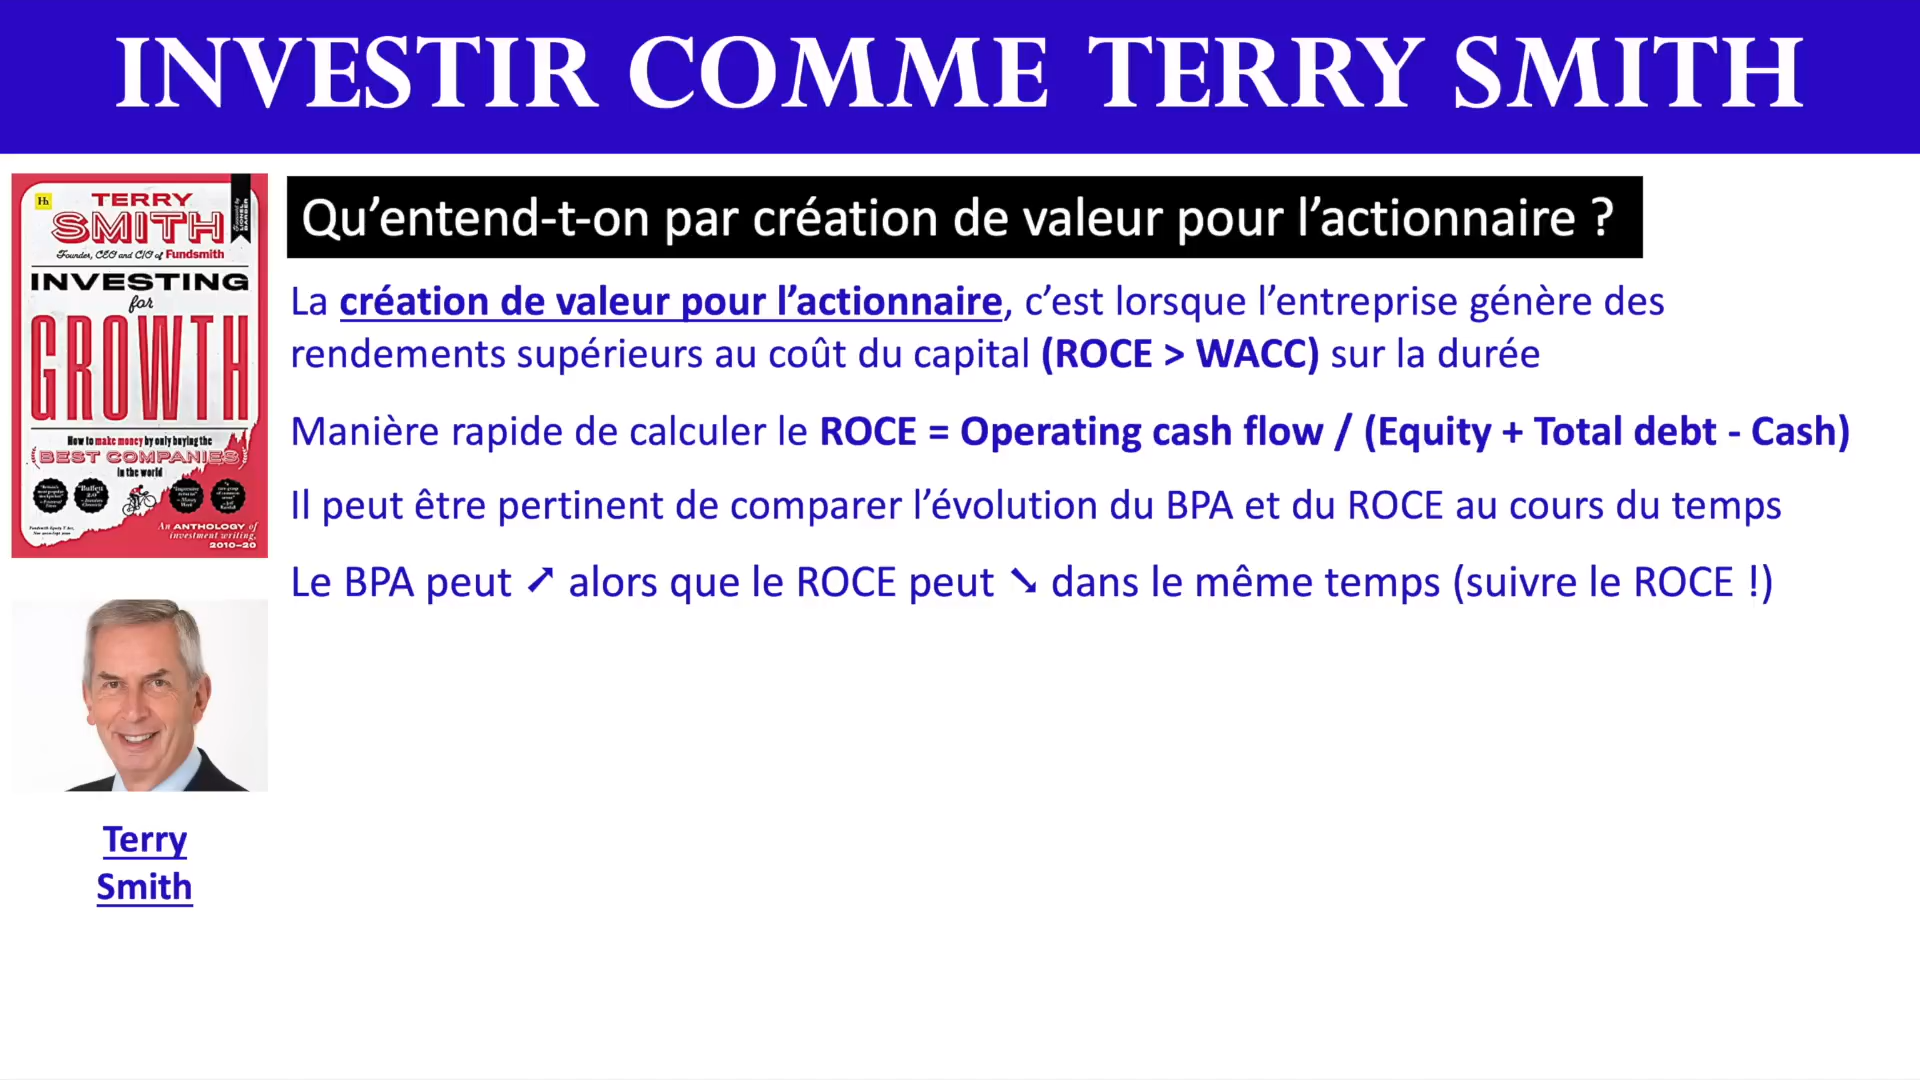 INVESTIR COMME TERRY SMITH
Qu’entend-t-on par création de valeur pour l’actionnaire ?
La création de valeur pour l’actionnaire, c’est lorsque l’entreprise génère des
rendements supérieurs au coût du capital (ROCE > WACC) sur la durée
Manière rapide de calculer le ROCE = Operating cash flow / (Equity + Total debt - Cash)
Il peut être pertinent de comparer l’évolution du BPA et du ROCE au cours du temps
Le BPA peut ➚ alors que le ROCE peut ➘ dans le même temps (suivre le ROCE !)
TERRY
SMITH
Founder, CEO and CIO of Fundsmith
INVESTING
for
GROWTH
How to make money by only buying the
BEST COMPANIES
in the world
An ANTHOLOGY of
investment writing,
2010–20
Terry
Smith